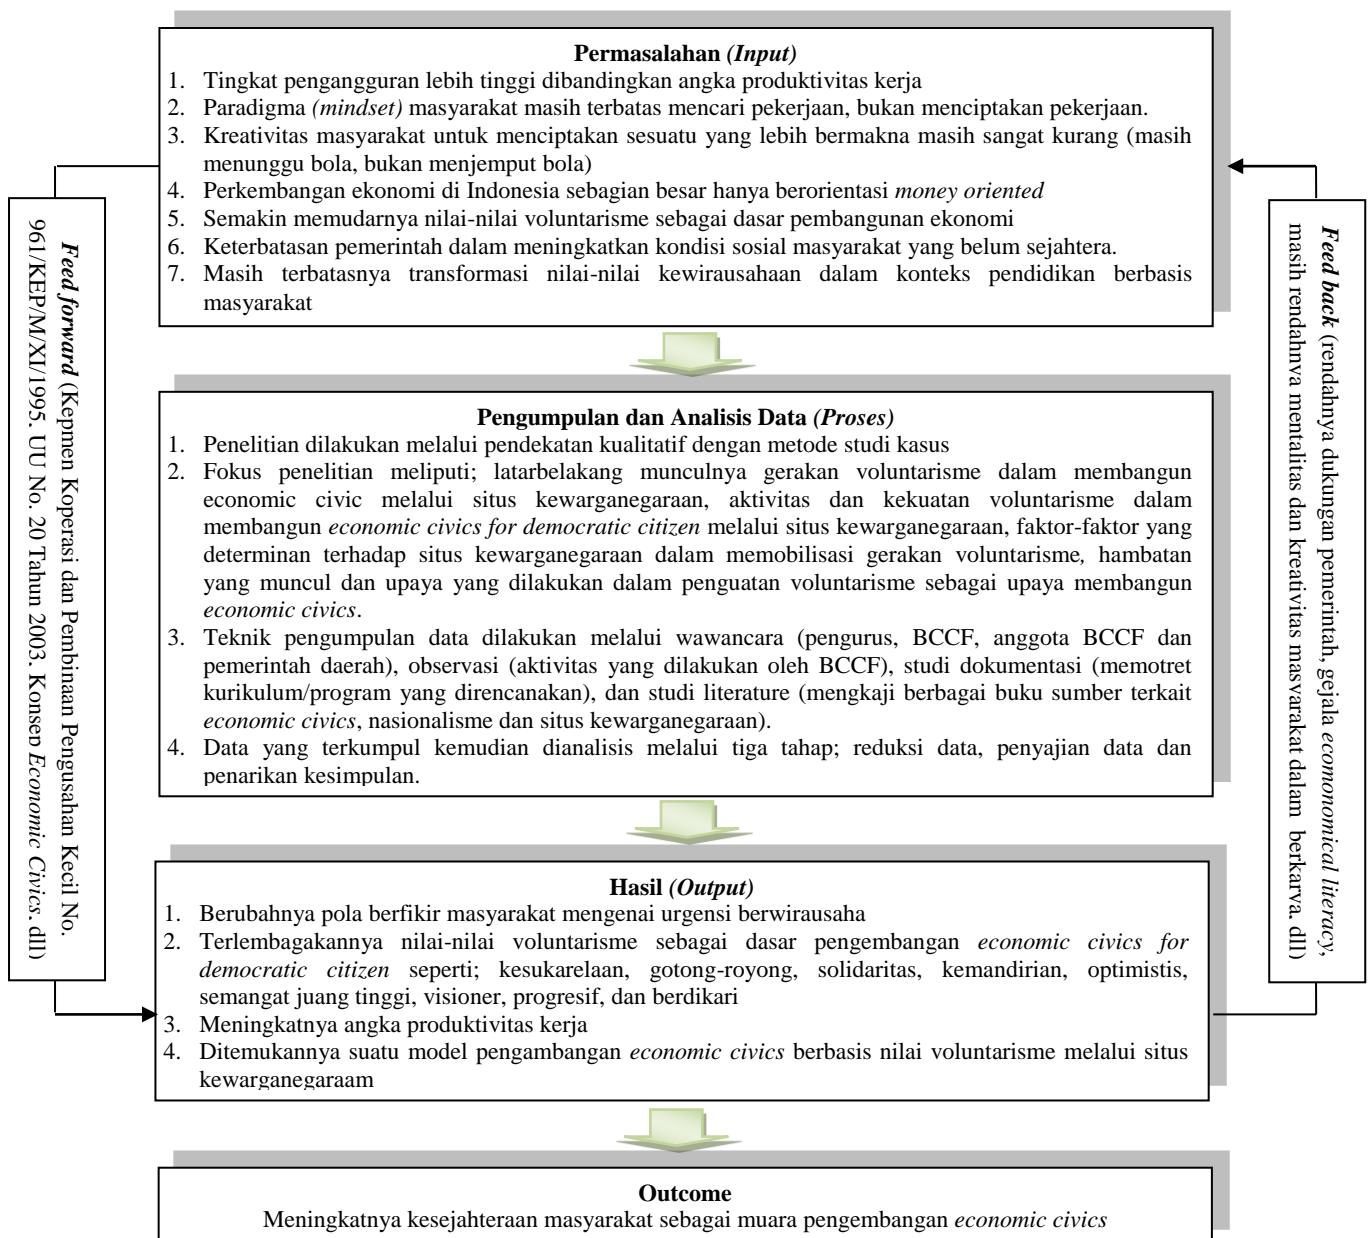 Permasalahan (Input)
1. Tingkat pengangguran lebih tinggi dibandingkan angka produktivitas kerja
2. Paradigma (mindset) masyarakat masih terbatas mencari pekerjaan, bukan menciptakan pekerjaan.
3. Kreativitas masyarakat untuk menciptakan sesuatu yang lebih bermakna masih sangat kurang (masih
menunggu bola, bukan menjemput bola)
4. Perkembangan ekonomi di Indonesia sebagian besar hanya berorientasi money oriented
5. Semakin memudarnya nilai-nilai voluntarisme sebagai dasar pembangunan ekonomi
6. Keterbatasan pemerintah dalam meningkatkan kondisi sosial masyarakat yang belum sejahtera.
7. Masih terbatasnya transformasi nilai-nilai kewirausahaan dalam konteks pendidikan berbasis
masyarakat
Feed forward (Kepmen Koperasi dan Pembinaan Pengusahan Kecil No.
961/KEP/M/XI/1995. UU No. 20 Tahun 2003. Konsep Economic Civics. dll)
Feed back (rendahnya dukungan pemerintah, gejala ecomonomical literacy,
masih rendahnya mentalitas dan kreativitas masyarakat dalam berkarya. dll)
Pengumpulan dan Analisis Data (Proses)
1. Penelitian dilakukan melalui pendekatan kualitatif dengan metode studi kasus
2. Fokus penelitian meliputi; latarbelakang munculnya gerakan voluntarisme dalam membangun
economic civic melalui situs kewarganegaraan, aktivitas dan kekuatan voluntarisme dalam
membangun economic civics for democratic citizen melalui situs kewarganegaraan, faktor-faktor yang
determinan terhadap situs kewarganegaraan dalam memobilisasi gerakan voluntarisme, hambatan
yang muncul dan upaya yang dilakukan dalam penguatan voluntarisme sebagai upaya membangun
economic civics.
3. Teknik pengumpulan data dilakukan melalui wawancara (pengurus, BCCF, anggota BCCF dan
pemerintah daerah), observasi (aktivitas yang dilakukan oleh BCCF), studi dokumentasi (memotret
kurikulum/program yang direncanakan), dan studi literature (mengkaji berbagai buku sumber terkait
economic civics, nasionalisme dan situs kewarganegaraan).
4. Data yang terkumpul kemudian dianalisis melalui tiga tahap; reduksi data, penyajian data dan
penarikan kesimpulan.
Hasil (Output)
1. Berubahnya pola berfikir masyarakat mengenai urgensi berwirausaha
2. Terlembagakannya nilai-nilai voluntarisme sebagai dasar pengembangan economic civics for
democratic citizen seperti; kesukarelaan, gotong-royong, solidaritas, kemandirian, optimistis,
semangat juang tinggi, visioner, progresif, dan berdikari
3. Meningkatnya angka produktivitas kerja
4. Ditemukannya suatu model pengambangan economic civics berbasis nilai voluntarisme melalui situs
kewarganegaraam
Outcome
Meningkatnya kesejahteraan masyarakat sebagai muara pengembangan economic civics